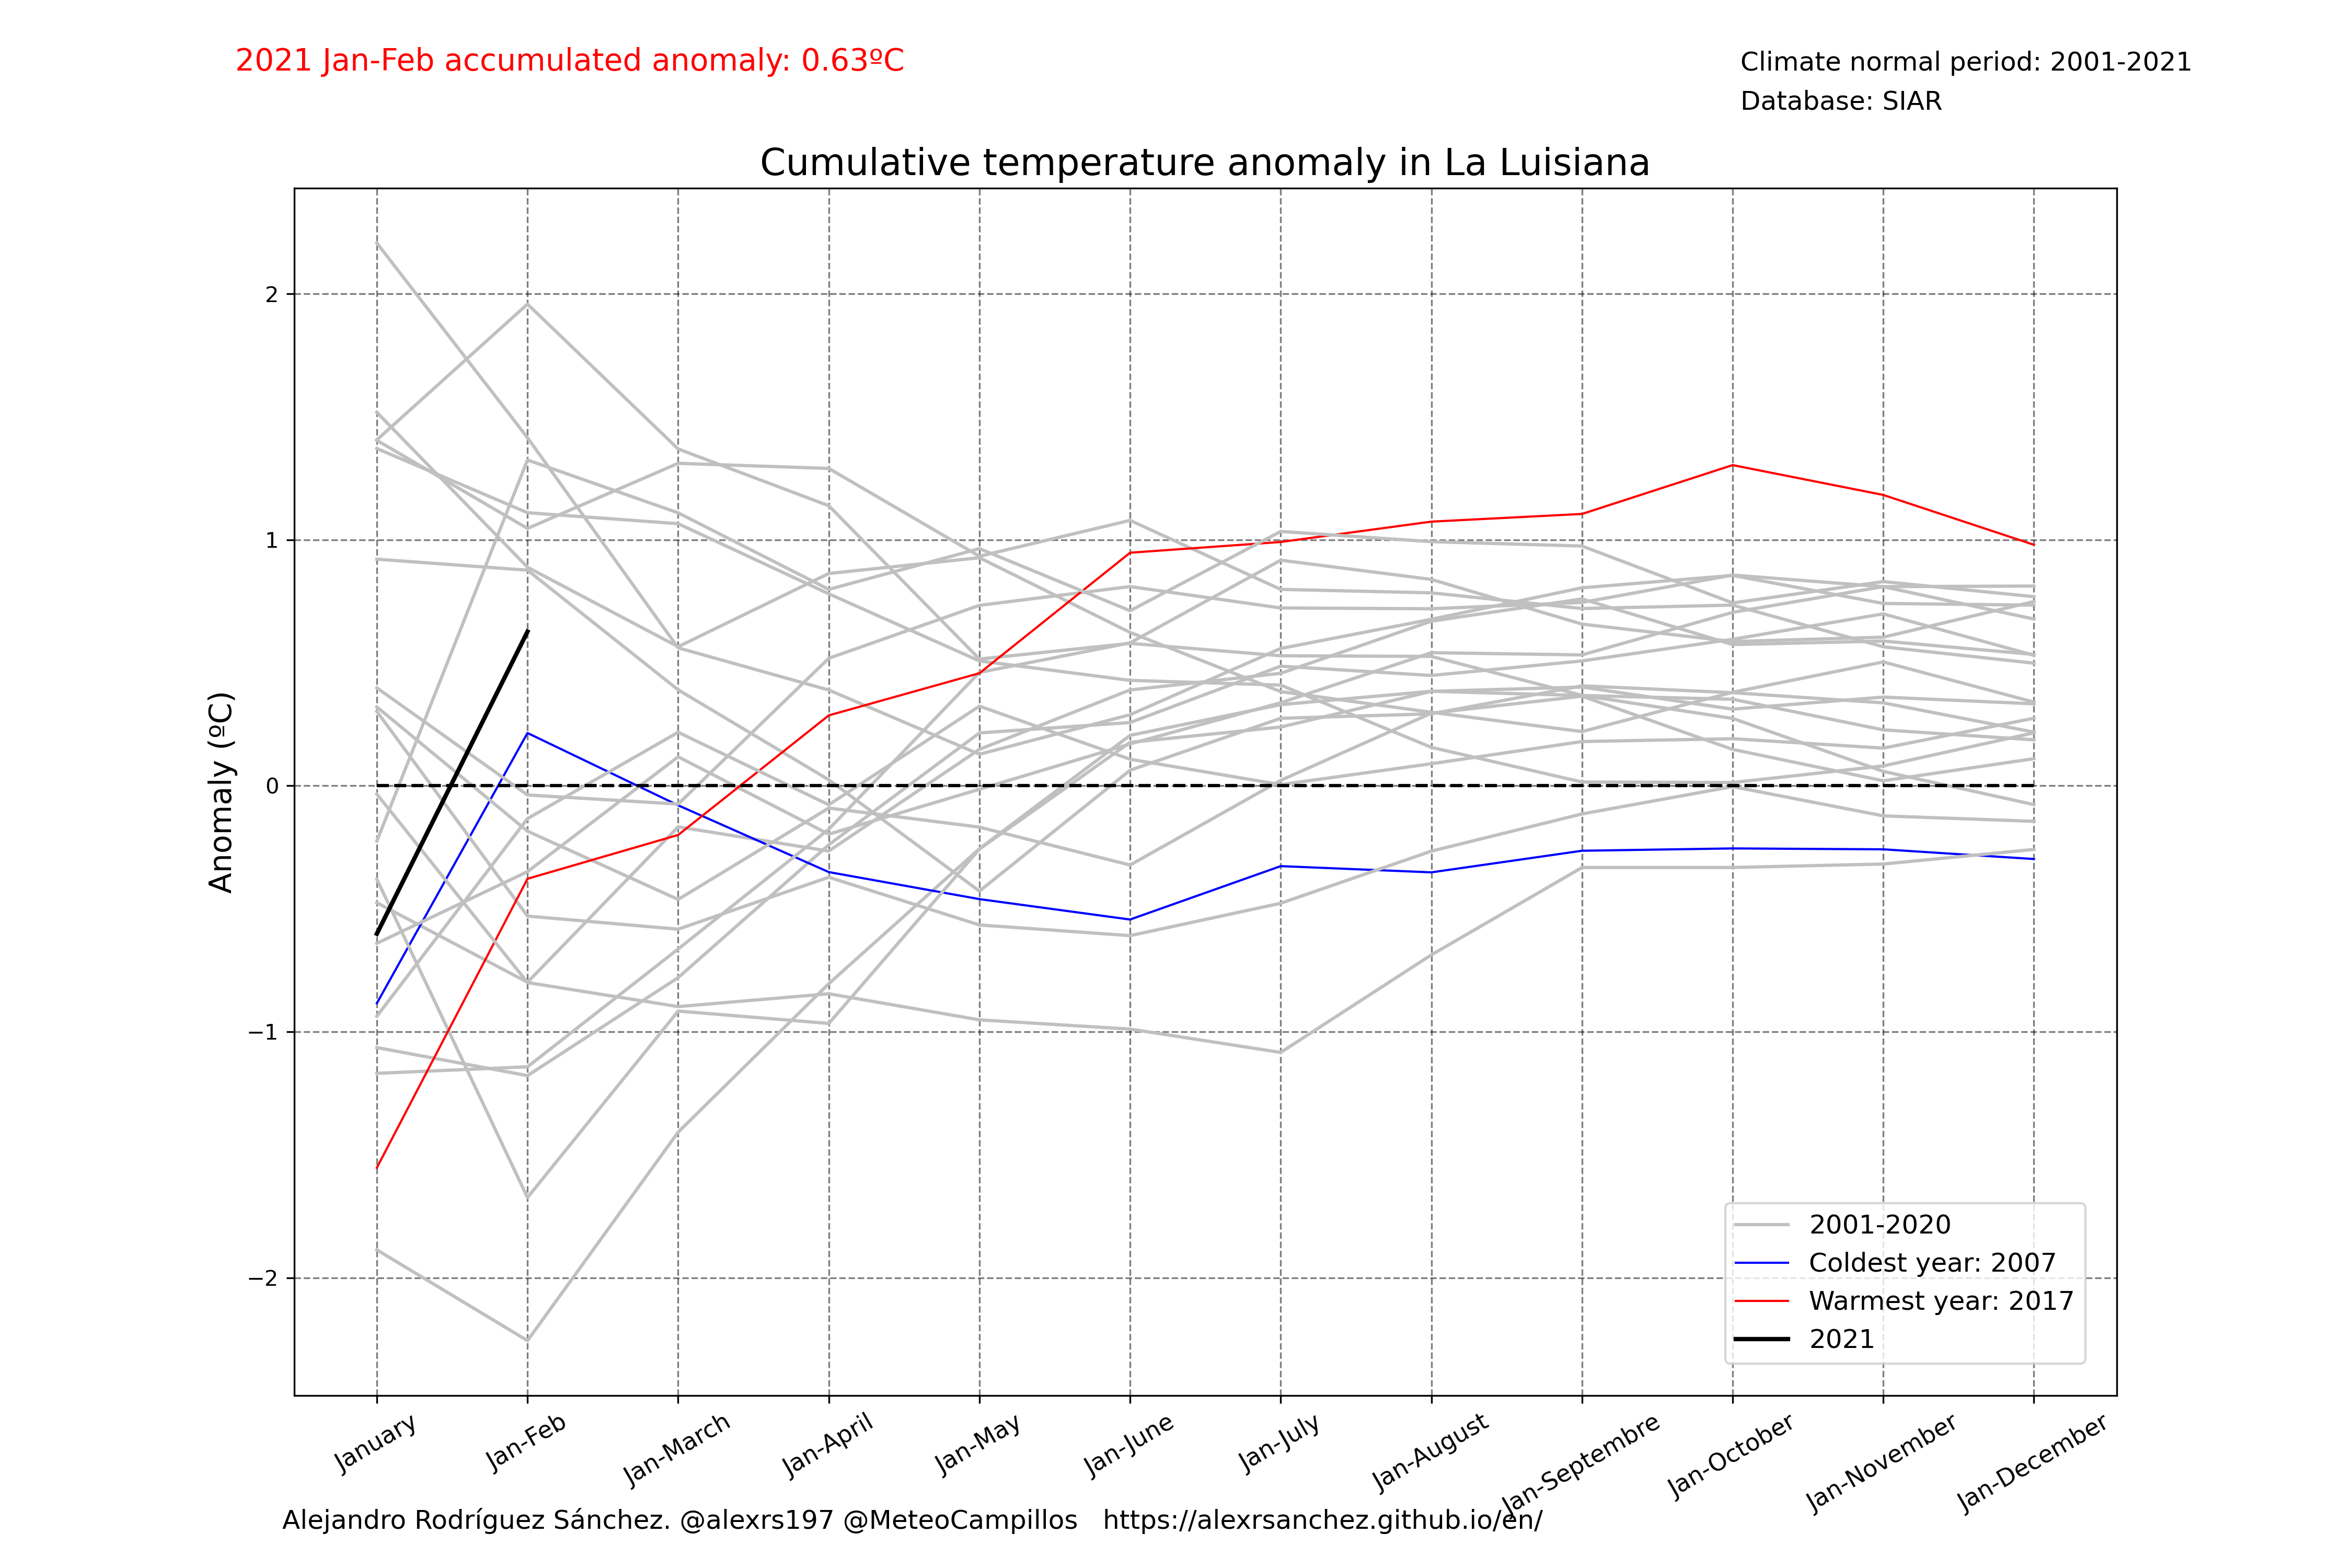 2021 Jan-Feb accumulated anomaly: 0.63ºC
Climate normal period: 2001-2021
Database: SIAR
Cumulative temperature anomaly in La Luisiana
Anomaly (ºC)
2
1
0
−1
−2
2001-2020
Coldest year: 2007
Warmest year: 2017
2021
January
Jan-Feb
Jan-March
Jan-April
Jan-May
Jan-June
Jan-July
Jan-August
Jan-Septembre
Jan-October
Jan-November
Jan-December
Alejandro Rodríguez Sánchez. @alexrs197 @MeteoCampillos   https://alexrsanchez.github.io/en/